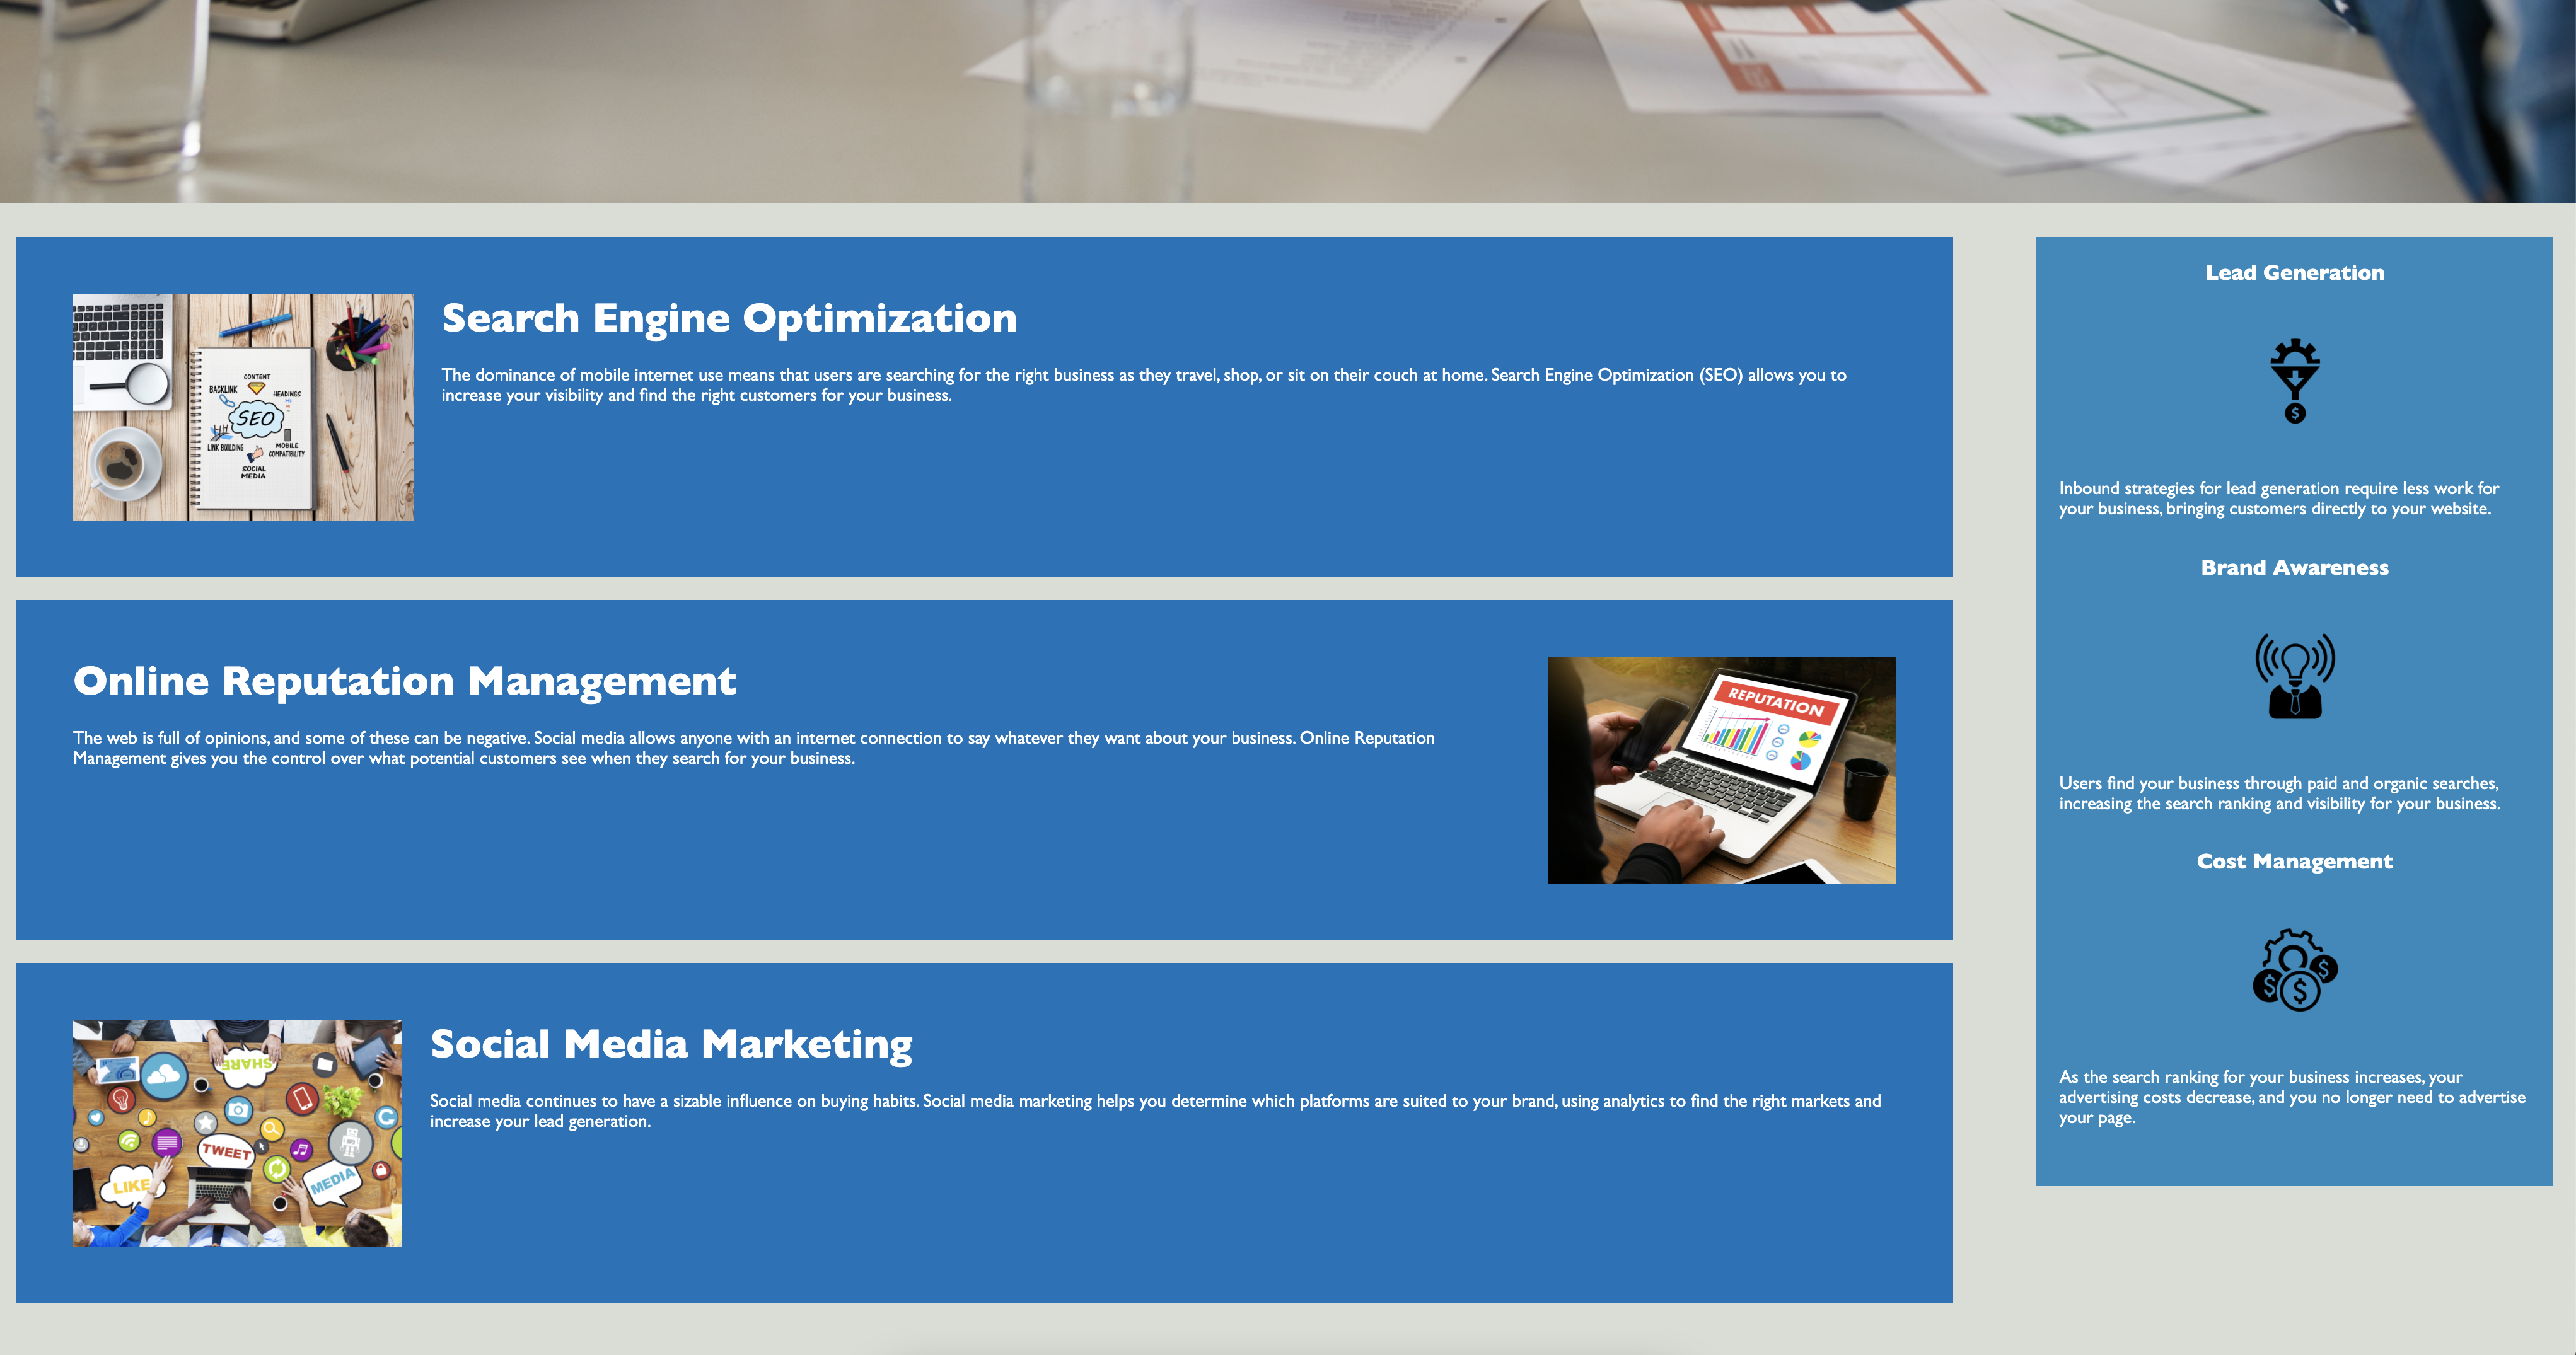 Search Engine Optimization
The dominance of mobile internet use means that users are searching for the right business as they travel, shop, or sit on their couch at home. Search Engine Optimization (SEO) allows you to
increase your visibility and find the right customers for your business.
CONTENT
BACKLINK
HEADINGS
SEO
LINK BUILDING
MOBILE
COMPATIBILITY
SOCIAL
MEDIA
Online Reputation Management
The web is full of opinions, and some of these can be negative. Social media allows anyone with an internet connection to say whatever they want about your business. Online Reputation
Management gives you the control over what potential customers see when they search for your business.
REPUTATION
Social Media Marketing
Social media continues to have a sizable influence on buying habits. Social media marketing helps you determine which platforms are suited to your brand, using analytics to find the right markets and
increase your lead generation.
SHARE
TWEET
LIKE
MEDIA
Lead Generation
$
Inbound strategies for lead generation require less work for
your business, bringing customers directly to your website.
Brand Awareness
Users find your business through paid and organic searches,
increasing the search ranking and visibility for your business.
Cost Management
$ $ $
As the search ranking for your business increases, your
advertising costs decrease, and you no longer need to advertise
your page.